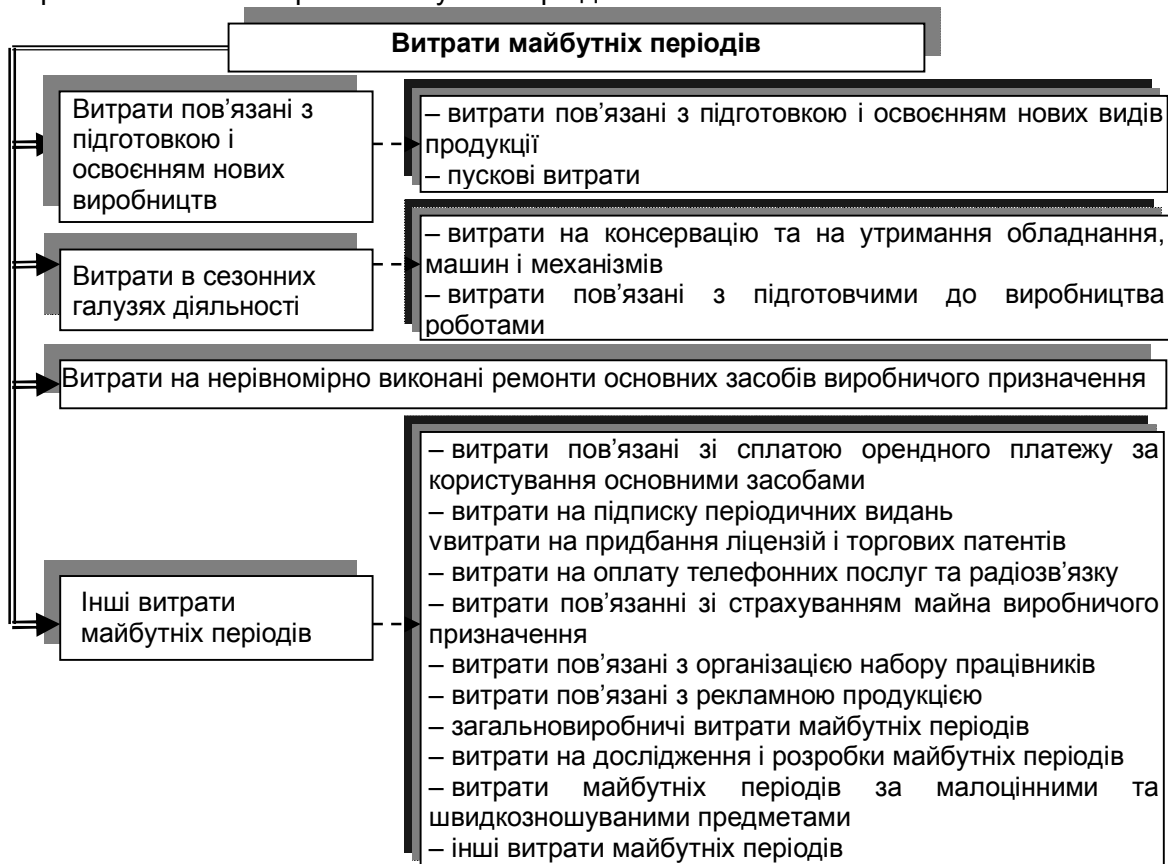 Витрати майбутніх періодів
Витрати пов’язані з
підготовкою і
освоєнням нових
виробництв
– витрати пов’язані з підготовкою і освоєнням нових видів
продукції
– пускові витрати
Витрати в сезонних
галузях діяльності
– витрати на консервацію та на утримання обладнання,
машин і механізмів
– витрати пов’язані з підготовчими до виробництва
роботами
Витрати на нерівномірно виконані ремонти основних засобів виробничого призначення
Інші витрати
майбутніх періодів
– витрати пов’язані зі сплатою орендного платежу за
користування основними засобами
– витрати на підписку періодичних видань
vвитрати на придбання ліцензій і торгових патентів
– витрати на оплату телефонних послуг та радіозв’язку
– витрати пов’язанні зі страхуванням майна виробничого
призначення
– витрати пов’язані з організацією набору працівників
– витрати пов’язані з рекламною продукцією
– загальновиробничі витрати майбутніх періодів
– витрати на дослідження і розробки майбутніх періодів
– витрати майбутніх періодів за малоцінними та
швидкозношуваними предметами
– інші витрати майбутніх періодів